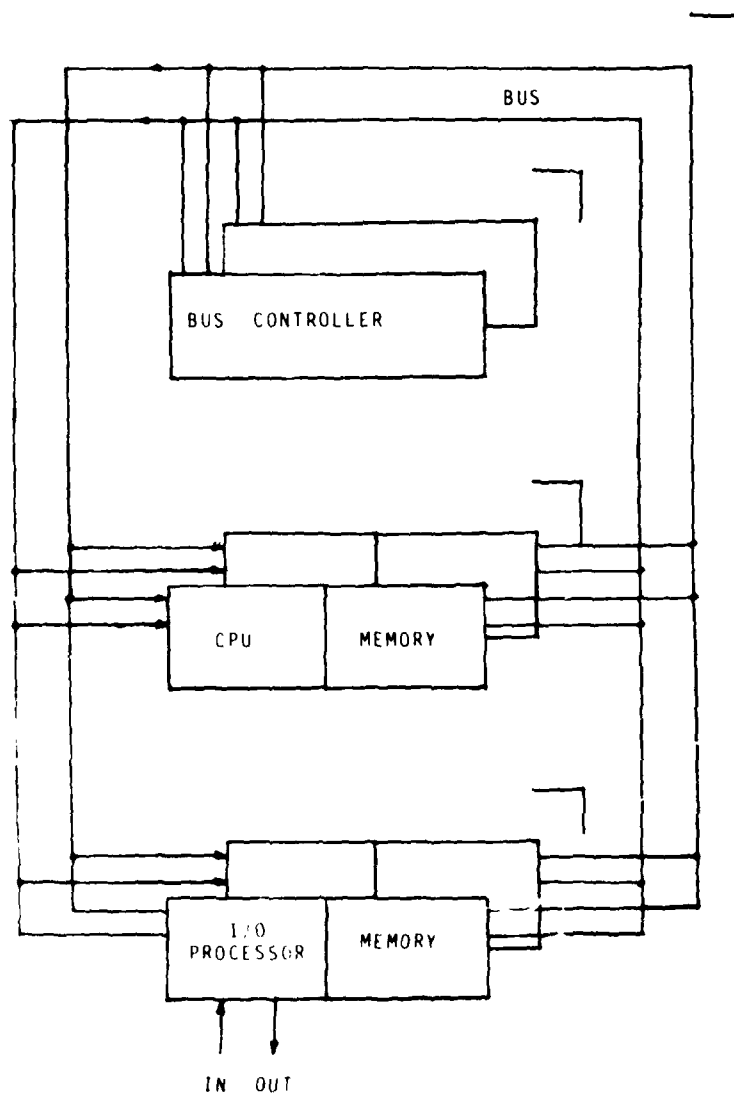 BUS
BUS CONTROLLER
CPU
MEMORY
I/O
PROCESSOR
MEMORY
IN OUT